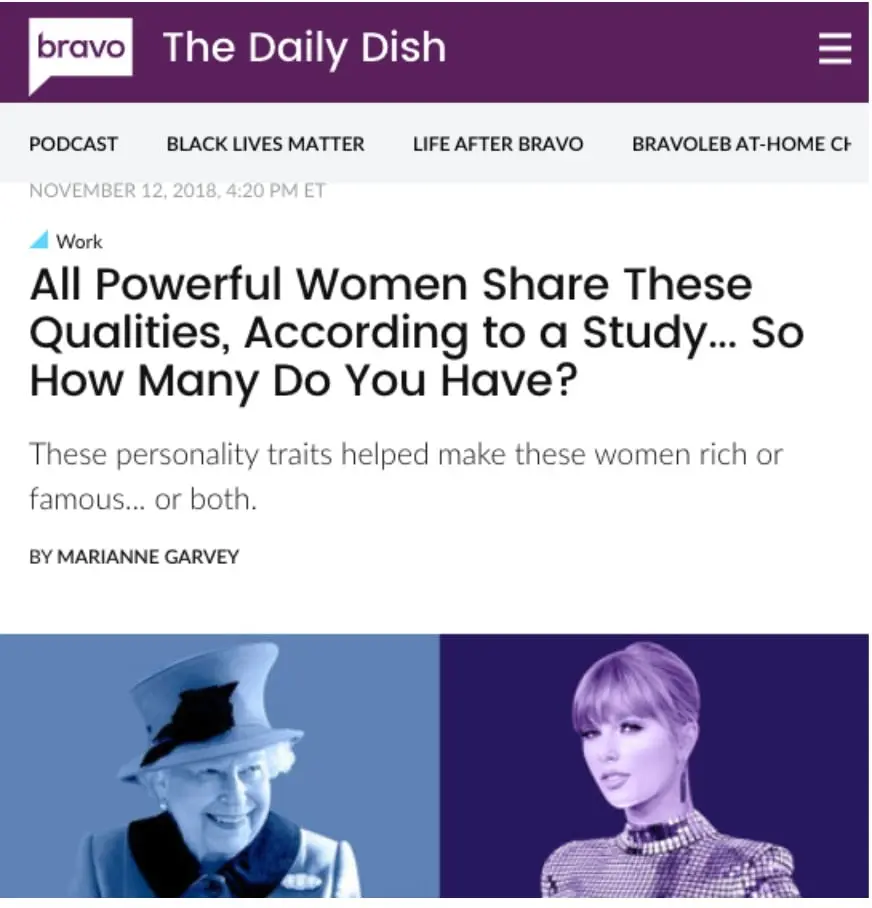 bravo The Daily Dish
PODCAST BLACK LIVES MATTER LIFE AFTER BRAVO BRAVOLEB AT-HOME
NOVEMBER 12, 2018, 4:20 PM ET
Work
All Powerful Women Share These
Qualities, According to a Study... So
How Many Do You Have?
These personality traits helped make these women rich or
famous... or both.
BY MARIANNE GARVEY